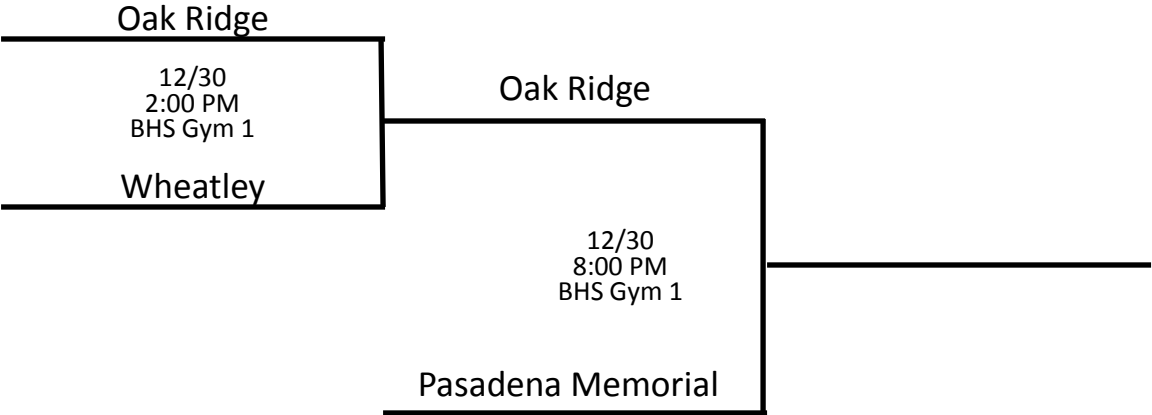 Oak Ridge
12/30
2:00 PM
BHS Gym 1
Wheatley
Oak Ridge
12/30
8:00 PM
BHS Gym 1
Pasadena Memorial